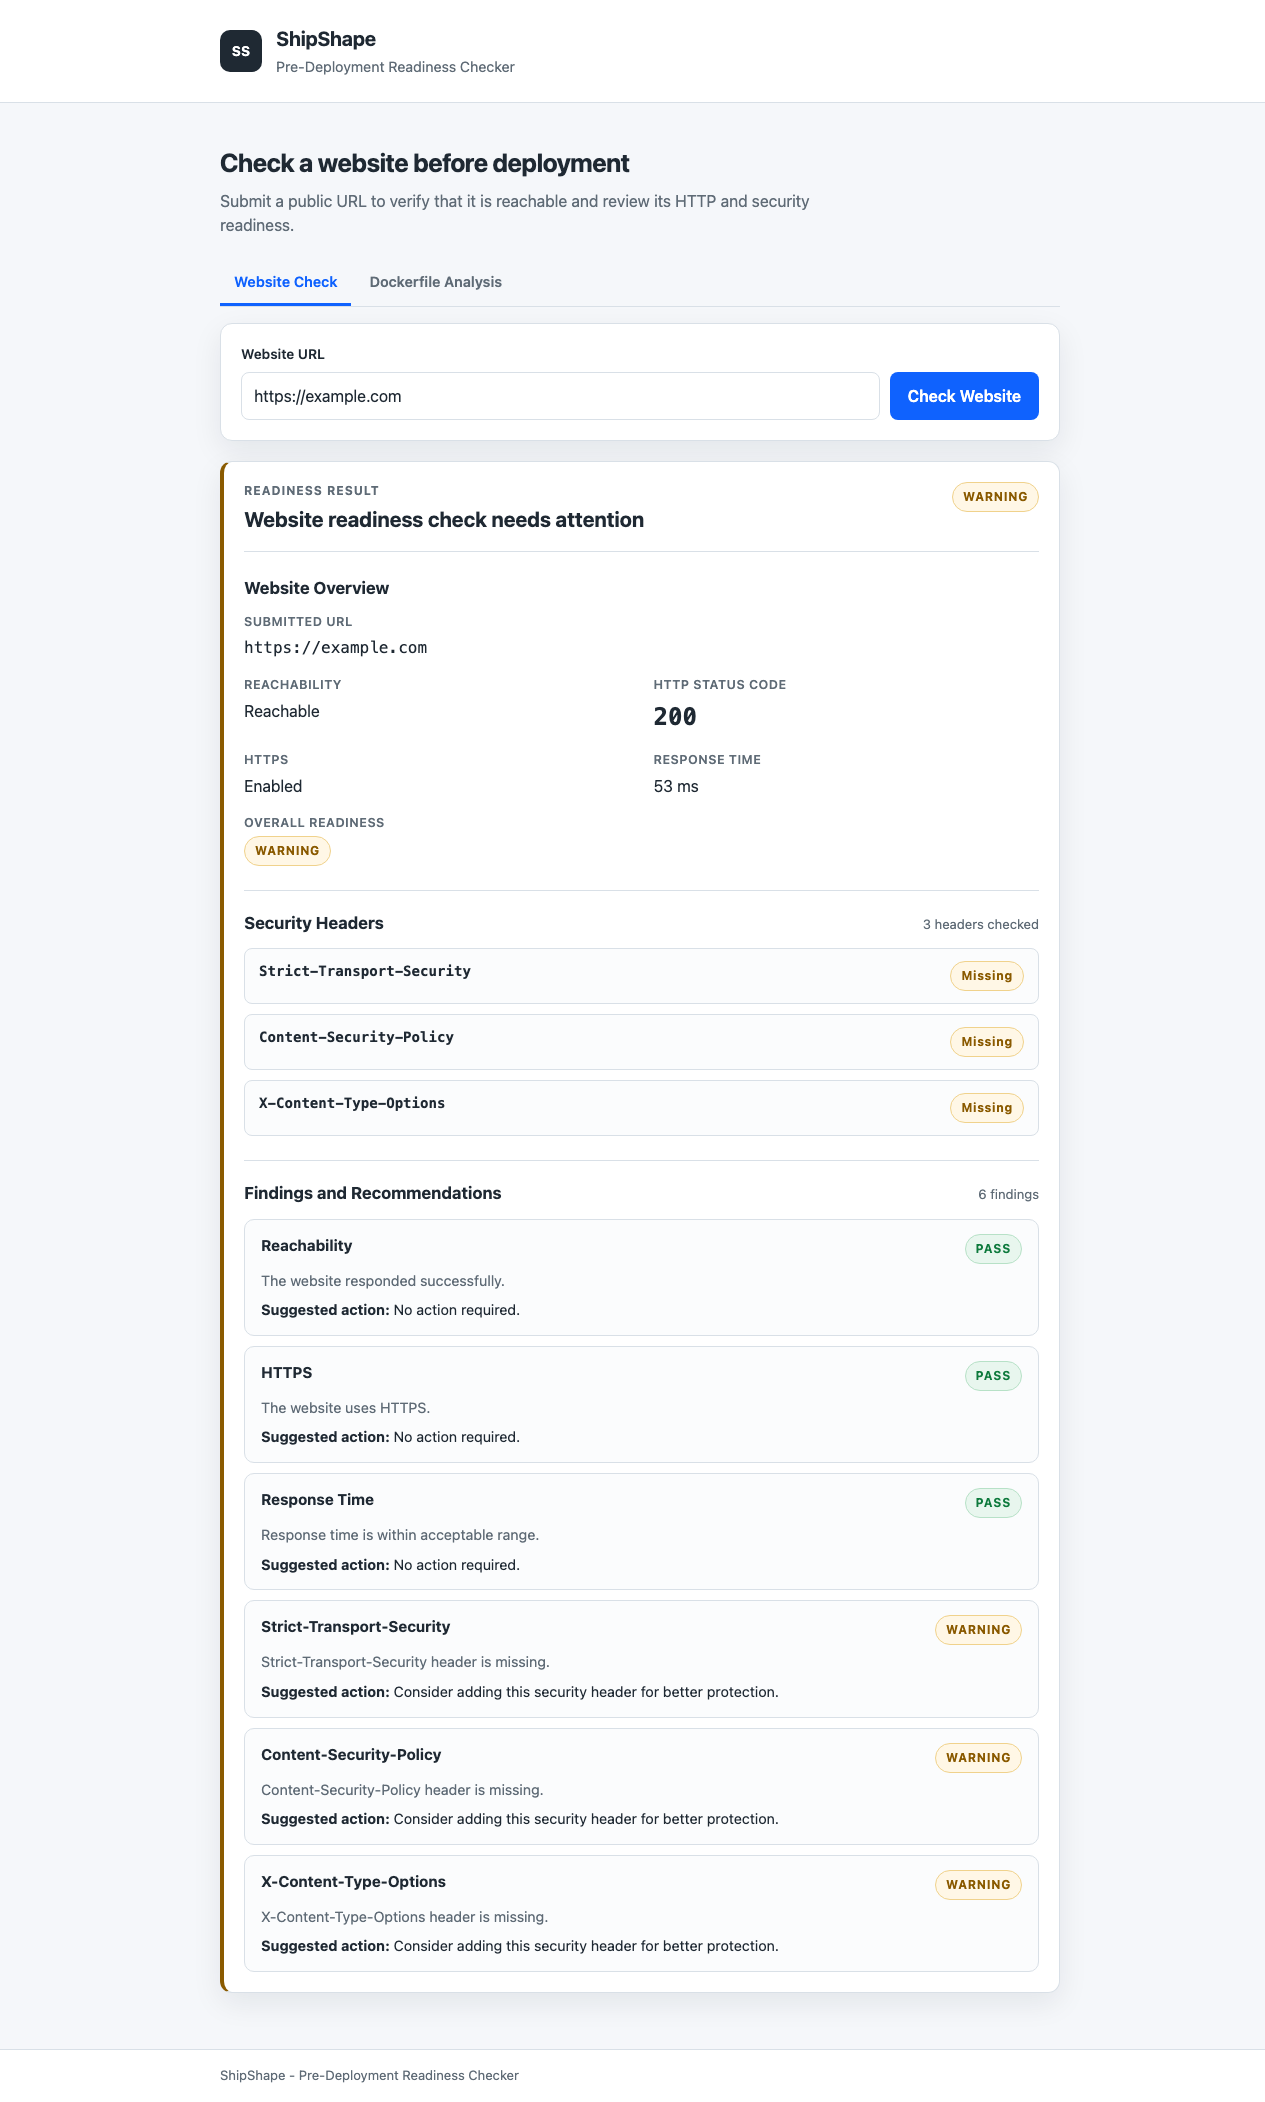 SS
ShipShape
Pre-Deployment Readiness Checker
Check a website before deployment
Submit a public URL to verify that it is reachable and review its HTTP and security
readiness.
Website Check
Dockerfile Analysis
Website URL
https://example.com
Check Website
READINESS RESULT
WARNING
Website readiness check needs attention
Website Overview
SUBMITTED URL
https://example.com
REACHABILITY
Reachable
HTTP STATUS CODE
200
HTTPS
Enabled
RESPONSE TIME
53 ms
OVERALL READINESS
WARNING
Security Headers
3 headers checked
Strict-Transport-Security
Missing
Content-Security-Policy
Missing
X-Content-Type-Options
Missing
Findings and Recommendations
6 findings
Reachability
PASS
The website responded successfully.
Suggested action: No action required.
HTTPS
PASS
The website uses HTTPS.
Suggested action: No action required.
Response Time
PASS
Response time is within acceptable range.
Suggested action: No action required.
Strict-Transport-Security
WARNING
Strict-Transport-Security header is missing.
Suggested action: Consider adding this security header for better protection.
Content-Security-Policy
WARNING
Content-Security-Policy header is missing.
Suggested action: Consider adding this security header for better protection.
X-Content-Type-Options
WARNING
X-Content-Type-Options header is missing.
Suggested action: Consider adding this security header for better protection.
ShipShape - Pre-Deployment Readiness Checker